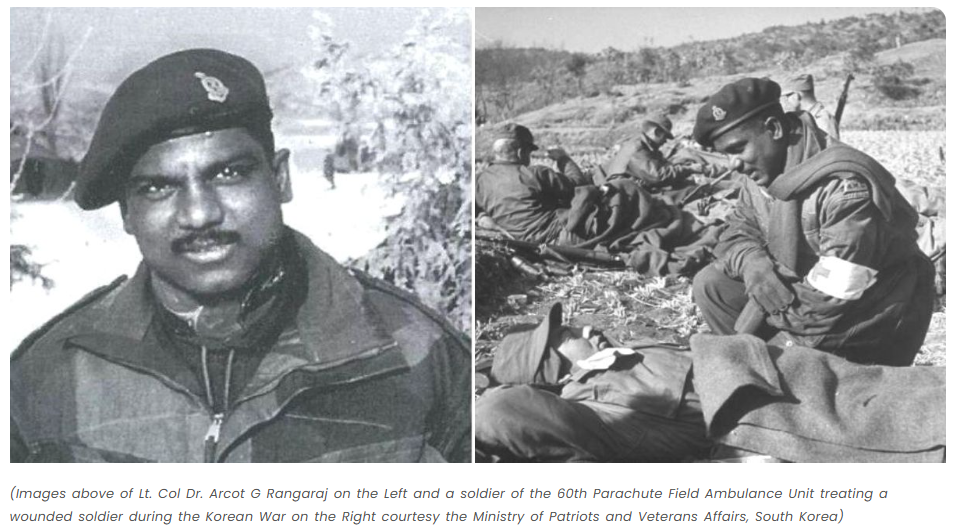 (Images above of Lt. Col Dr. Arcot G Rangaraj on the Left and a soldier of the 60th Parachute Field Ambulance Unit treating a
wounded soldier during the Korean War on the Right courtesy the Ministry of Patriots and Veterans Affairs, South Korea)